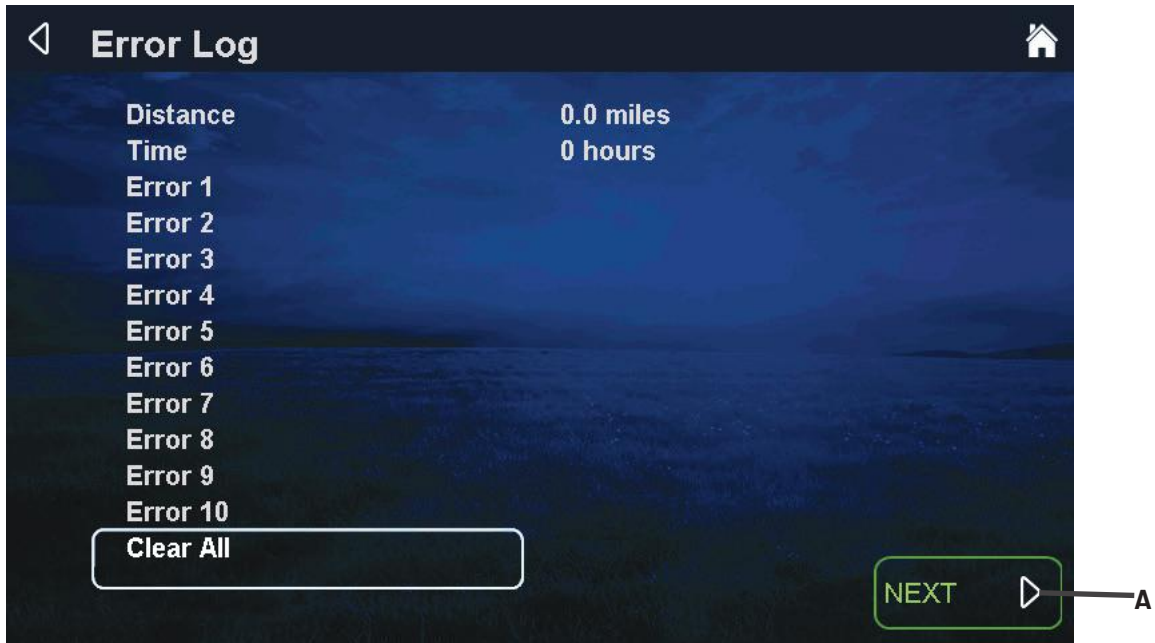 Error Log
Distance 0.0 miles
Time 0 hours
Error 1
Error 2
Error 3
Error 4
Error 5
Error 6
Error 7
Error 8
Error 9
Error 10
Clear All
NEXT
A